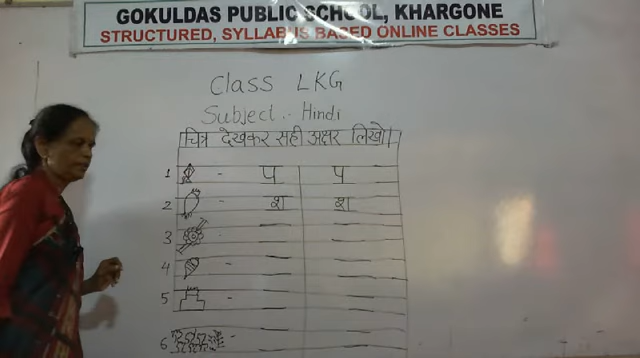 GOKULDAS PUBLIC SCHOOL, KHARGONE
STRUCTURED, SYLLABUS BASED ONLINE CLASSES
Class LKG
Subject :- Hindi
चित्र देखकर सही अक्षर लिखो।
1 - प प
2 - श श
3 -
4 -
5 -
6 -